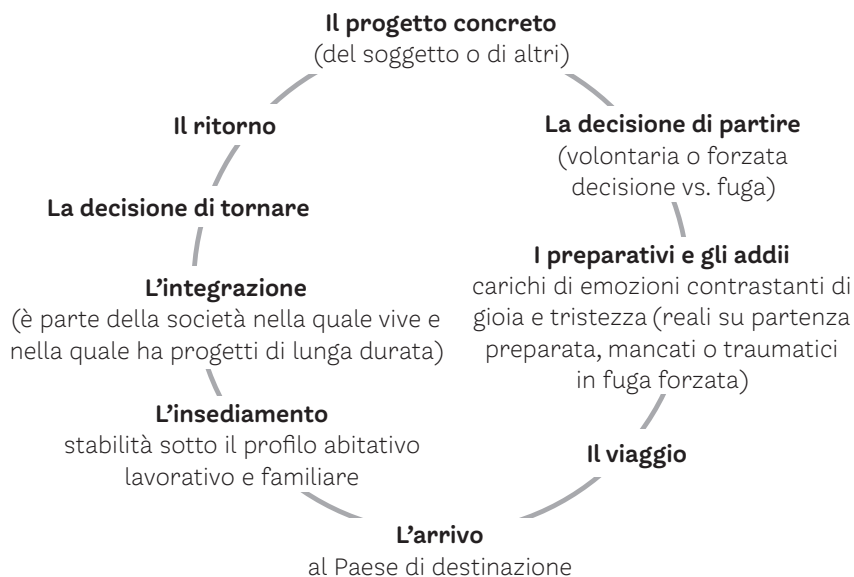 Il progetto concreto
(del soggetto o di altri)
La decisione di partire
(volontaria o forzata
decisione vs. fuga)
I preparativi e gli addii
carichi di emozioni contrastanti di
gioia e tristezza (reali su partenza
preparata, mancati o traumatici
in fuga forzata)
Il viaggio
L’arrivo
al Paese di destinazione
L’insediamento
stabilità sotto il profilo abitativo
lavorativo e familiare
L’integrazione
(è parte della società nella quale vive e
nella quale ha progetti di lunga durata)
La decisione di tornare
Il ritorno